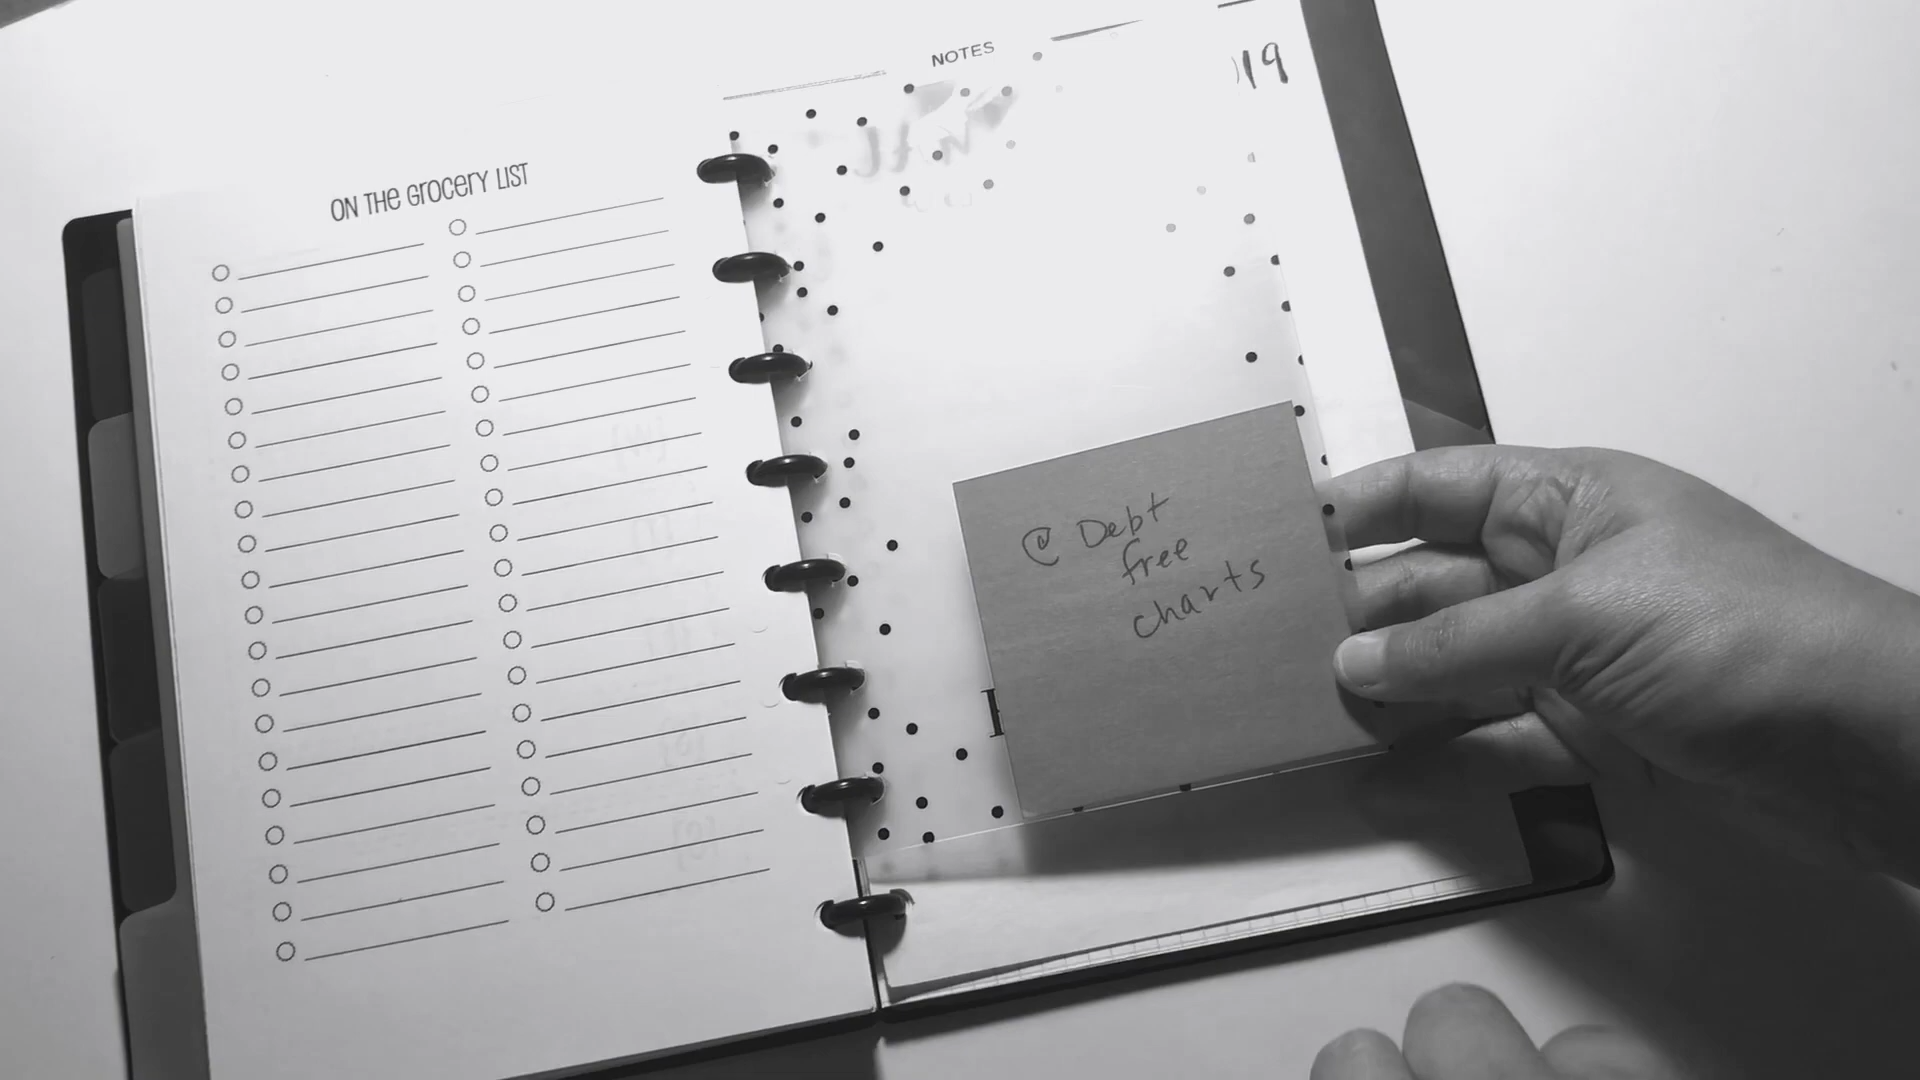 ON THE GROCERY LIST
NOTES
19
@ Debt
free
charts